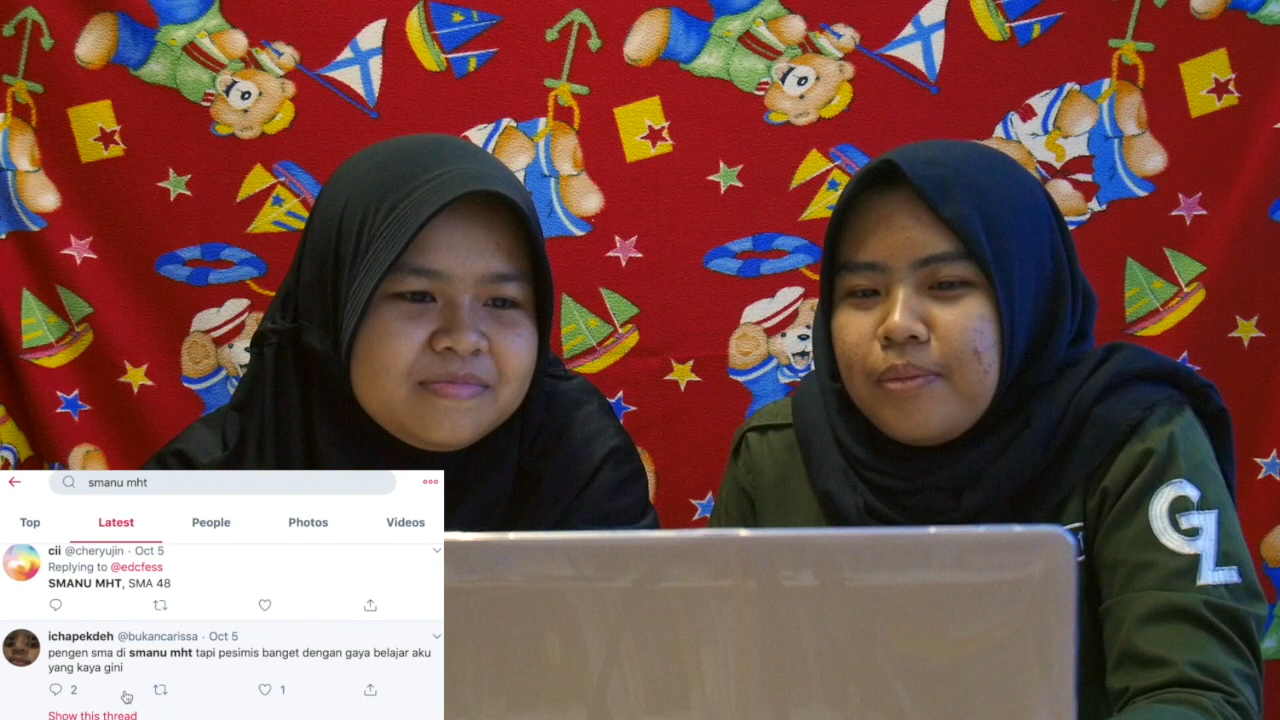 smanu mht
Top Latest People Photos Videos
cii @cheryujin · Oct 5
Replying to @edcfess
SMANU MHT, SMA 48
ichapekdeh @bukancarissa · Oct 5
pengen sma di smanu mht tapi pesimis banget dengan gaya belajar aku
yang kaya gini
2 1
Show this thread
GL